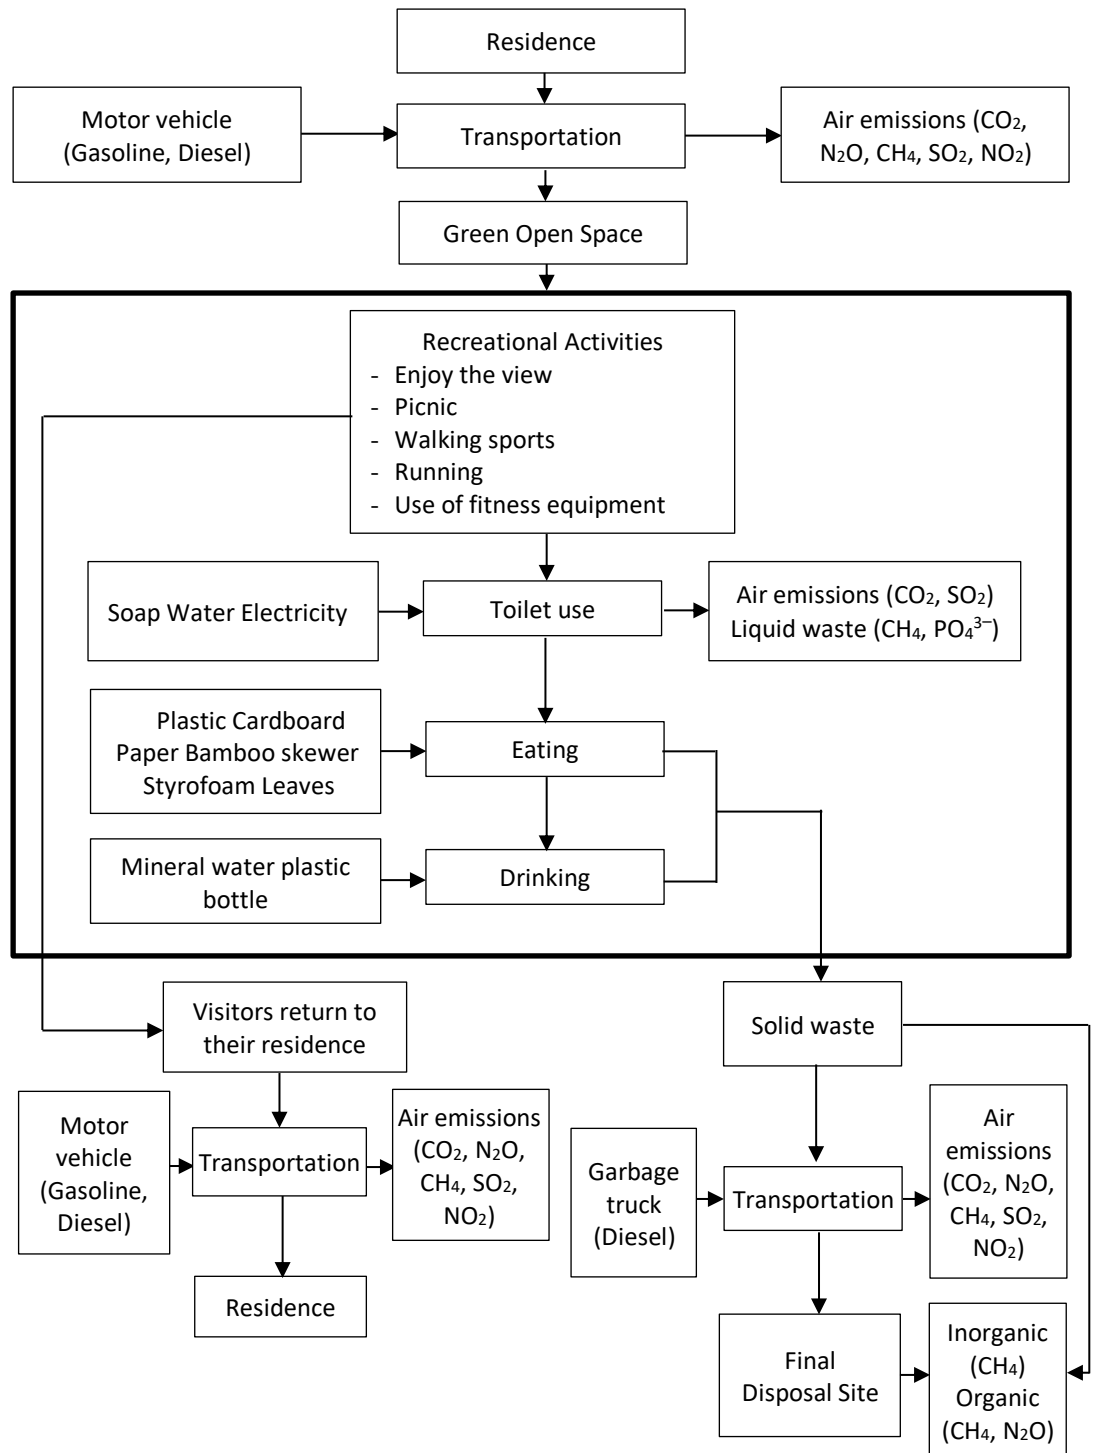 Residence
Motor vehicle
(Gasoline, Diesel)
Transportation
Air emissions (CO₂,
N₂O, CH₄, SO₂, NO₂)
Green Open Space
Recreational Activities
- Enjoy the view
- Picnic
- Walking sports
- Running
- Use of fitness equipment
Soap Water Electricity
Toilet use
Air emissions (CO₂, SO₂)
Liquid waste (CH₄, PO₄³⁻)
Plastic Cardboard
Paper Bamboo skewer
Styrofoam Leaves
Eating
Mineral water plastic
bottle
Drinking
Visitors return to
their residence
Solid waste
Motor
vehicle
(Gasoline,
Diesel)
Transportation
Air emissions
(CO₂, N₂O,
CH₄, SO₂,
NO₂)
Residence
Garbage
truck
(Diesel)
Transportation
Air
emissions
(CO₂, N₂O,
CH₄, SO₂,
NO₂)
Final
Disposal Site
Inorganic
(CH₄)
Organic
(CH₄, N₂O)